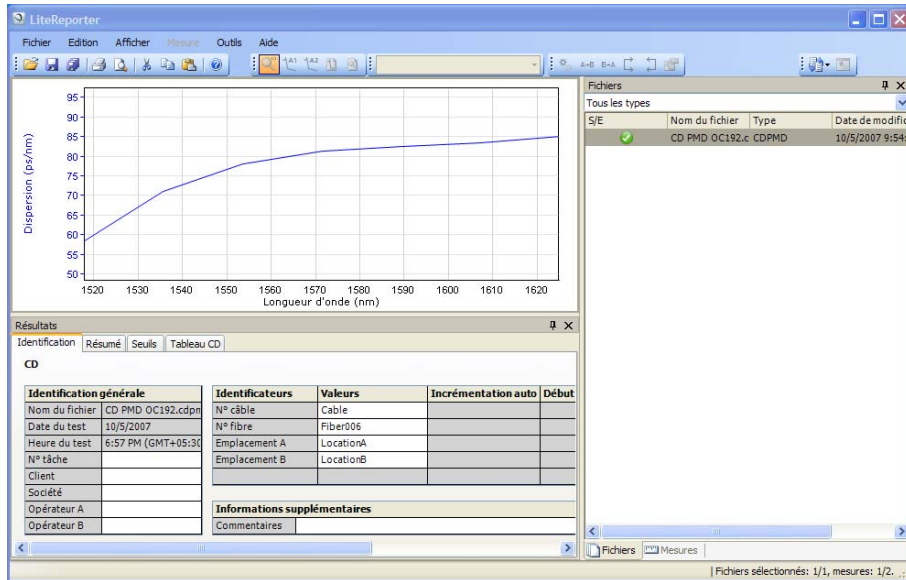 LiteReporter
Fichier Edition Afficher Mesure Outils Aide
A1 A2 A→B B→A
Dispersion (ps/nm)
95
90
85
80
75
70
65
60
55
50
1520 1530 1540 1550 1560 1570 1580 1590 1600 1610 1620
Longueur d'onde (nm)
Fichiers
Tous les types
S/E Nom du fichier Type Date de modific
CD PMD OC192.c CDPMD 10/5/2007 9:54:
Résultats
Identification Résumé Seuils Tableau CD
CD
Identification générale
Nom du fichier CD PMD OC192.cdpm
Date du test 10/5/2007
Heure du test 6:57 PM (GMT+05:30
N° tâche
Client
Société
Opérateur A
Opérateur B
Identificateurs Valeurs Incrémentation auto Début
N° câble Cable
N° fibre Fiber006
Emplacement A LocationA
Emplacement B LocationB
Informations supplémentaires
Commentaires
Fichiers Mesures
Fichiers sélectionnés: 1/1, mesures: 1/2.